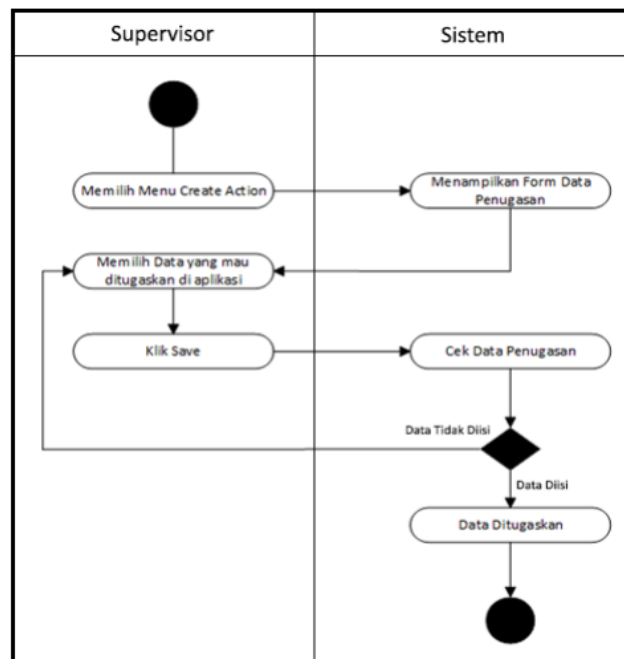 Supervisor
Sistem
Memilih Menu Create Action
Menampilkan Form Data
Penugasan
Memilih Data yang mau
ditugaskan di aplikasi
Klik Save
Cek Data Penugasan
Data Tidak Diisi
Data Diisi
Data Ditugaskan